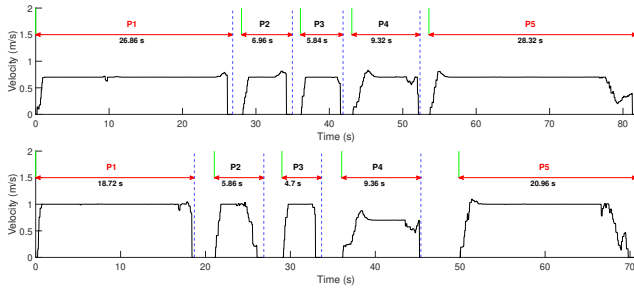 P1 P2 P3 P4 P5
26.86 s 6.96 s 5.84 s 9.32 s 28.32 s
Velocity (m/s)
2
1.5
1
0.5
0
0 10 20 30 40 50 60 70 80
Time (s)
P1 P2 P3 P4 P5
18.72 s 5.86 s 4.7 s 9.36 s 20.96 s
Velocity (m/s)
2
1.5
1
0.5
0
0 10 20 30 40 50 60 70
Time (s)